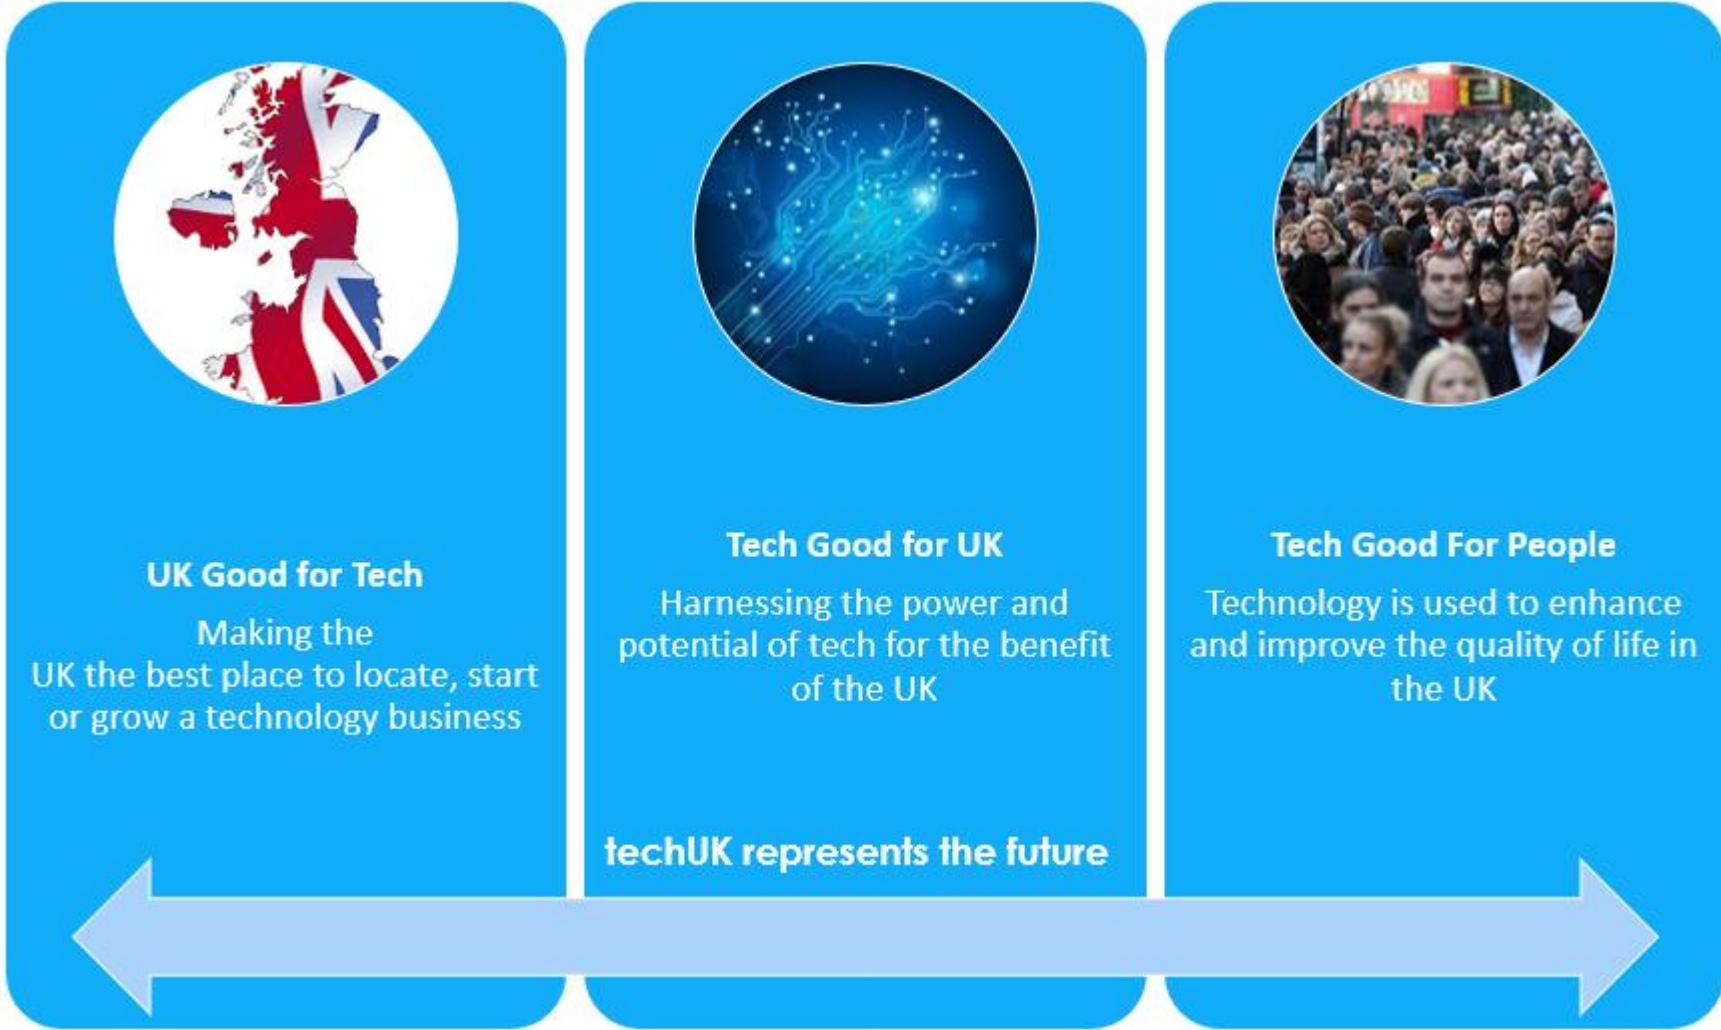 UK Good for Tech
Making the
UK the best place to locate, start
or grow a technology business
Tech Good for UK
Harnessing the power and
potential of tech for the benefit
of the UK
Tech Good For People
Technology is used to enhance
and improve the quality of life in
the UK
techUK represents the future